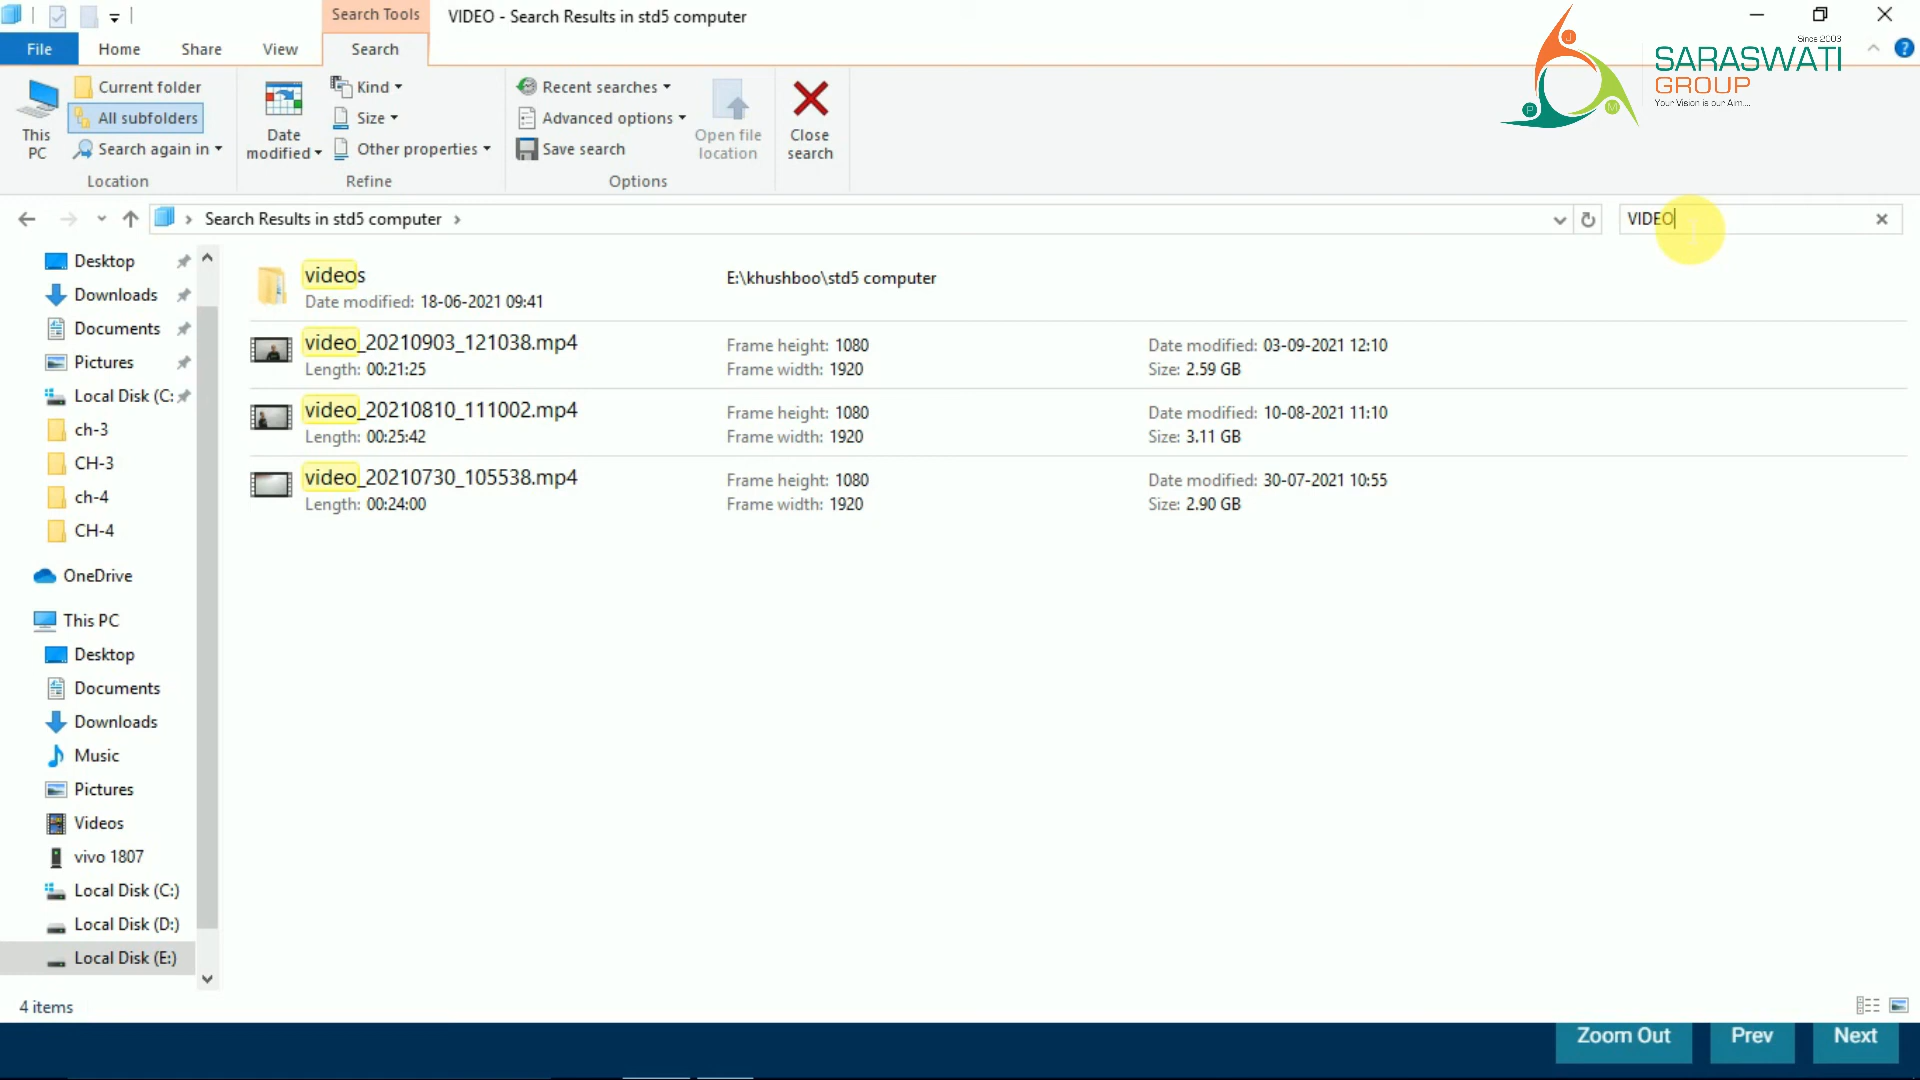 Search Tools
VIDEO - Search Results in std5 computer
File
Home
Share
View
Search
Since 2003
SARASWATI
GROUP
Your Vision is our Aim....
J
P
M
?
This
PC
Current folder
All subfolders
Search again in
Location
Date
modified
Kind
Size
Other properties
Refine
Recent searches
Advanced options
Save search
Options
Open file
location
Close
search
Search Results in std5 computer
VIDEO
Desktop
Downloads
Documents
Pictures
Local Disk (C:
ch-3
CH-3
ch-4
CH-4
OneDrive
This PC
Desktop
Documents
Downloads
Music
Pictures
Videos
vivo 1807
Local Disk (C:)
Local Disk (D:)
Local Disk (E:)
videos
Date modified: 18-06-2021 09:41
E:\khushboo\std5 computer
video_20210903_121038.mp4
Length: 00:21:25
Frame height: 1080
Frame width: 1920
Date modified: 03-09-2021 12:10
Size: 2.59 GB
video_20210810_111002.mp4
Length: 00:25:42
Frame height: 1080
Frame width: 1920
Date modified: 10-08-2021 11:10
Size: 3.11 GB
video_20210730_105538.mp4
Length: 00:24:00
Frame height: 1080
Frame width: 1920
Date modified: 30-07-2021 10:55
Size: 2.90 GB
4 items
Zoom Out
Prev
Next